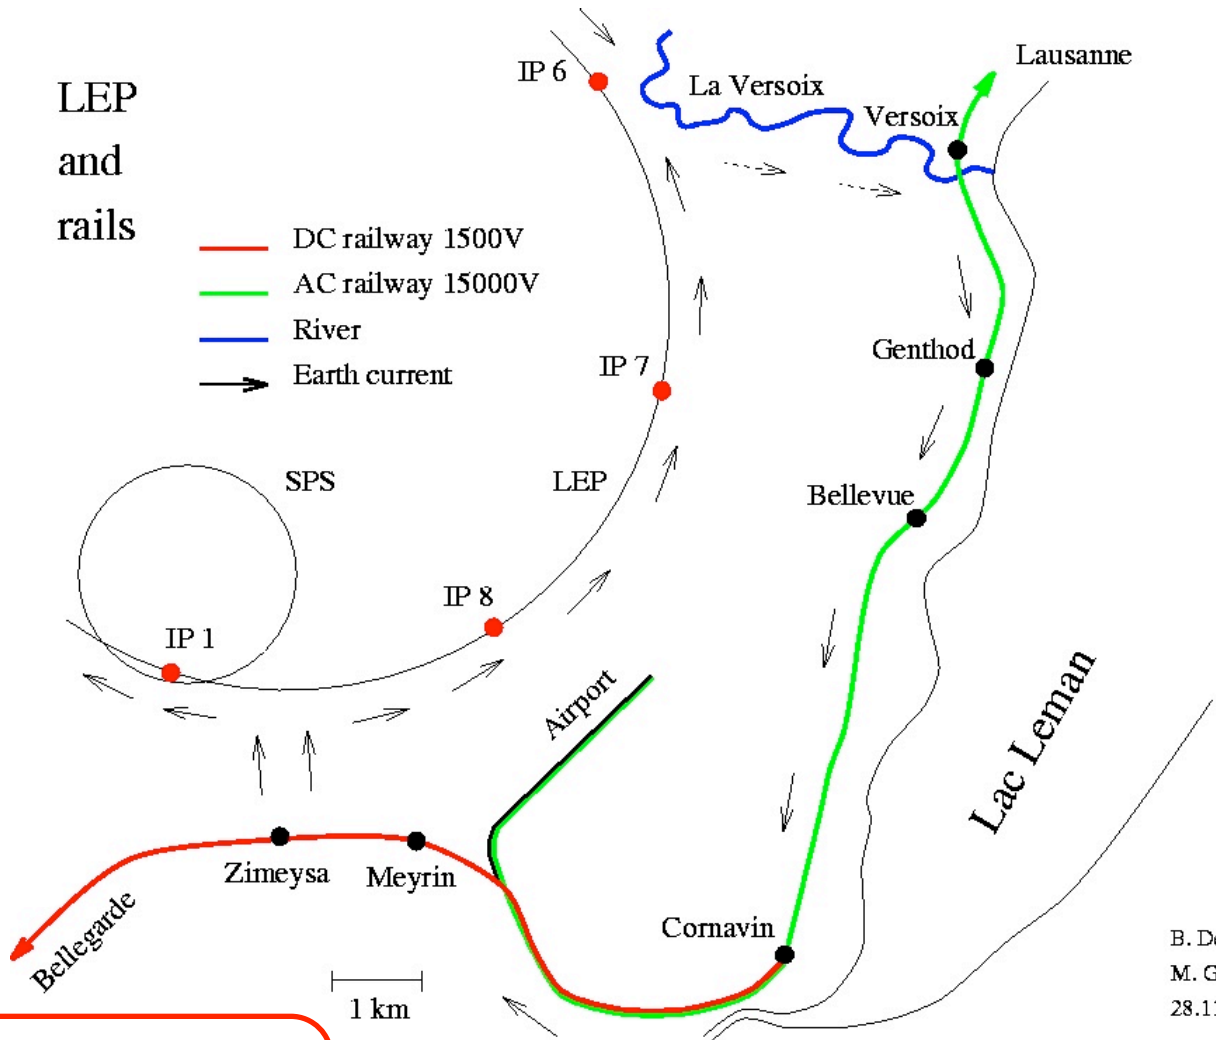 LEP
and
rails
DC railway 1500V
AC railway 15000V
River
Earth current
IP 6
La Versoix
Lausanne
Versoix
IP 7
Genthod
SPS
LEP
Bellevue
IP 8
IP 1
Airport
Lac Leman
Zimeysa
Meyrin
Bellegarde
Cornavin
1 km
B.
M.